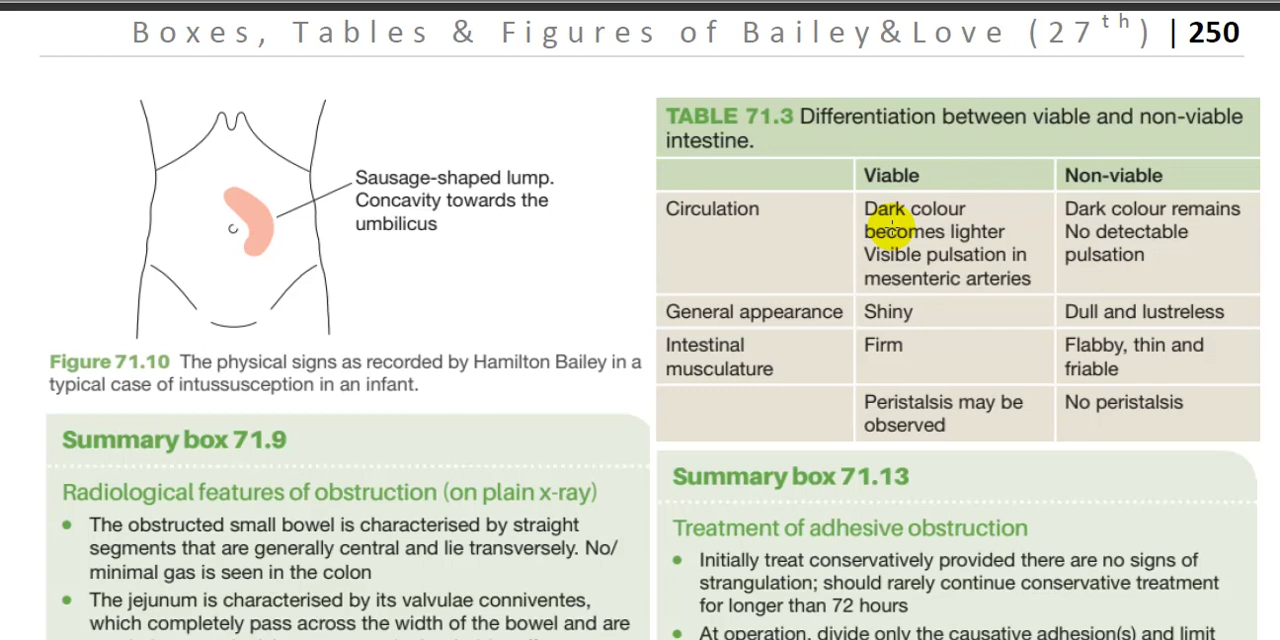 Boxes, Tables & Figures of Bailey&Love (27th) | 250
Sausage-shaped lump.
Concavity towards the
umbilicus
Figure 71.10 The physical signs as recorded by Hamilton Bailey in a
typical case of intussusception in an infant.
Summary box 71.9
Radiological features of obstruction (on plain x-ray)
• The obstructed small bowel is characterised by straight
segments that are generally central and lie transversely. No/
minimal gas is seen in the colon
• The jejunum is characterised by its valvulae conniventes,
which completely pass across the width of the bowel and are
TABLE 71.3 Differentiation between viable and non-viable
intestine.
Viable Non-viable
Circulation Dark colour Dark colour remains
becomes lighter No detectable
Visible pulsation in pulsation
mesenteric arteries
General appearance Shiny Dull and lustreless
Intestinal Firm Flabby, thin and
musculature friable
Peristalsis may be No peristalsis
observed
Summary box 71.13
Treatment of adhesive obstruction
• Initially treat conservatively provided there are no signs of
strangulation; should rarely continue conservative treatment
for longer than 72 hours
• At operation, divide only the causative adhesion(s) and limit